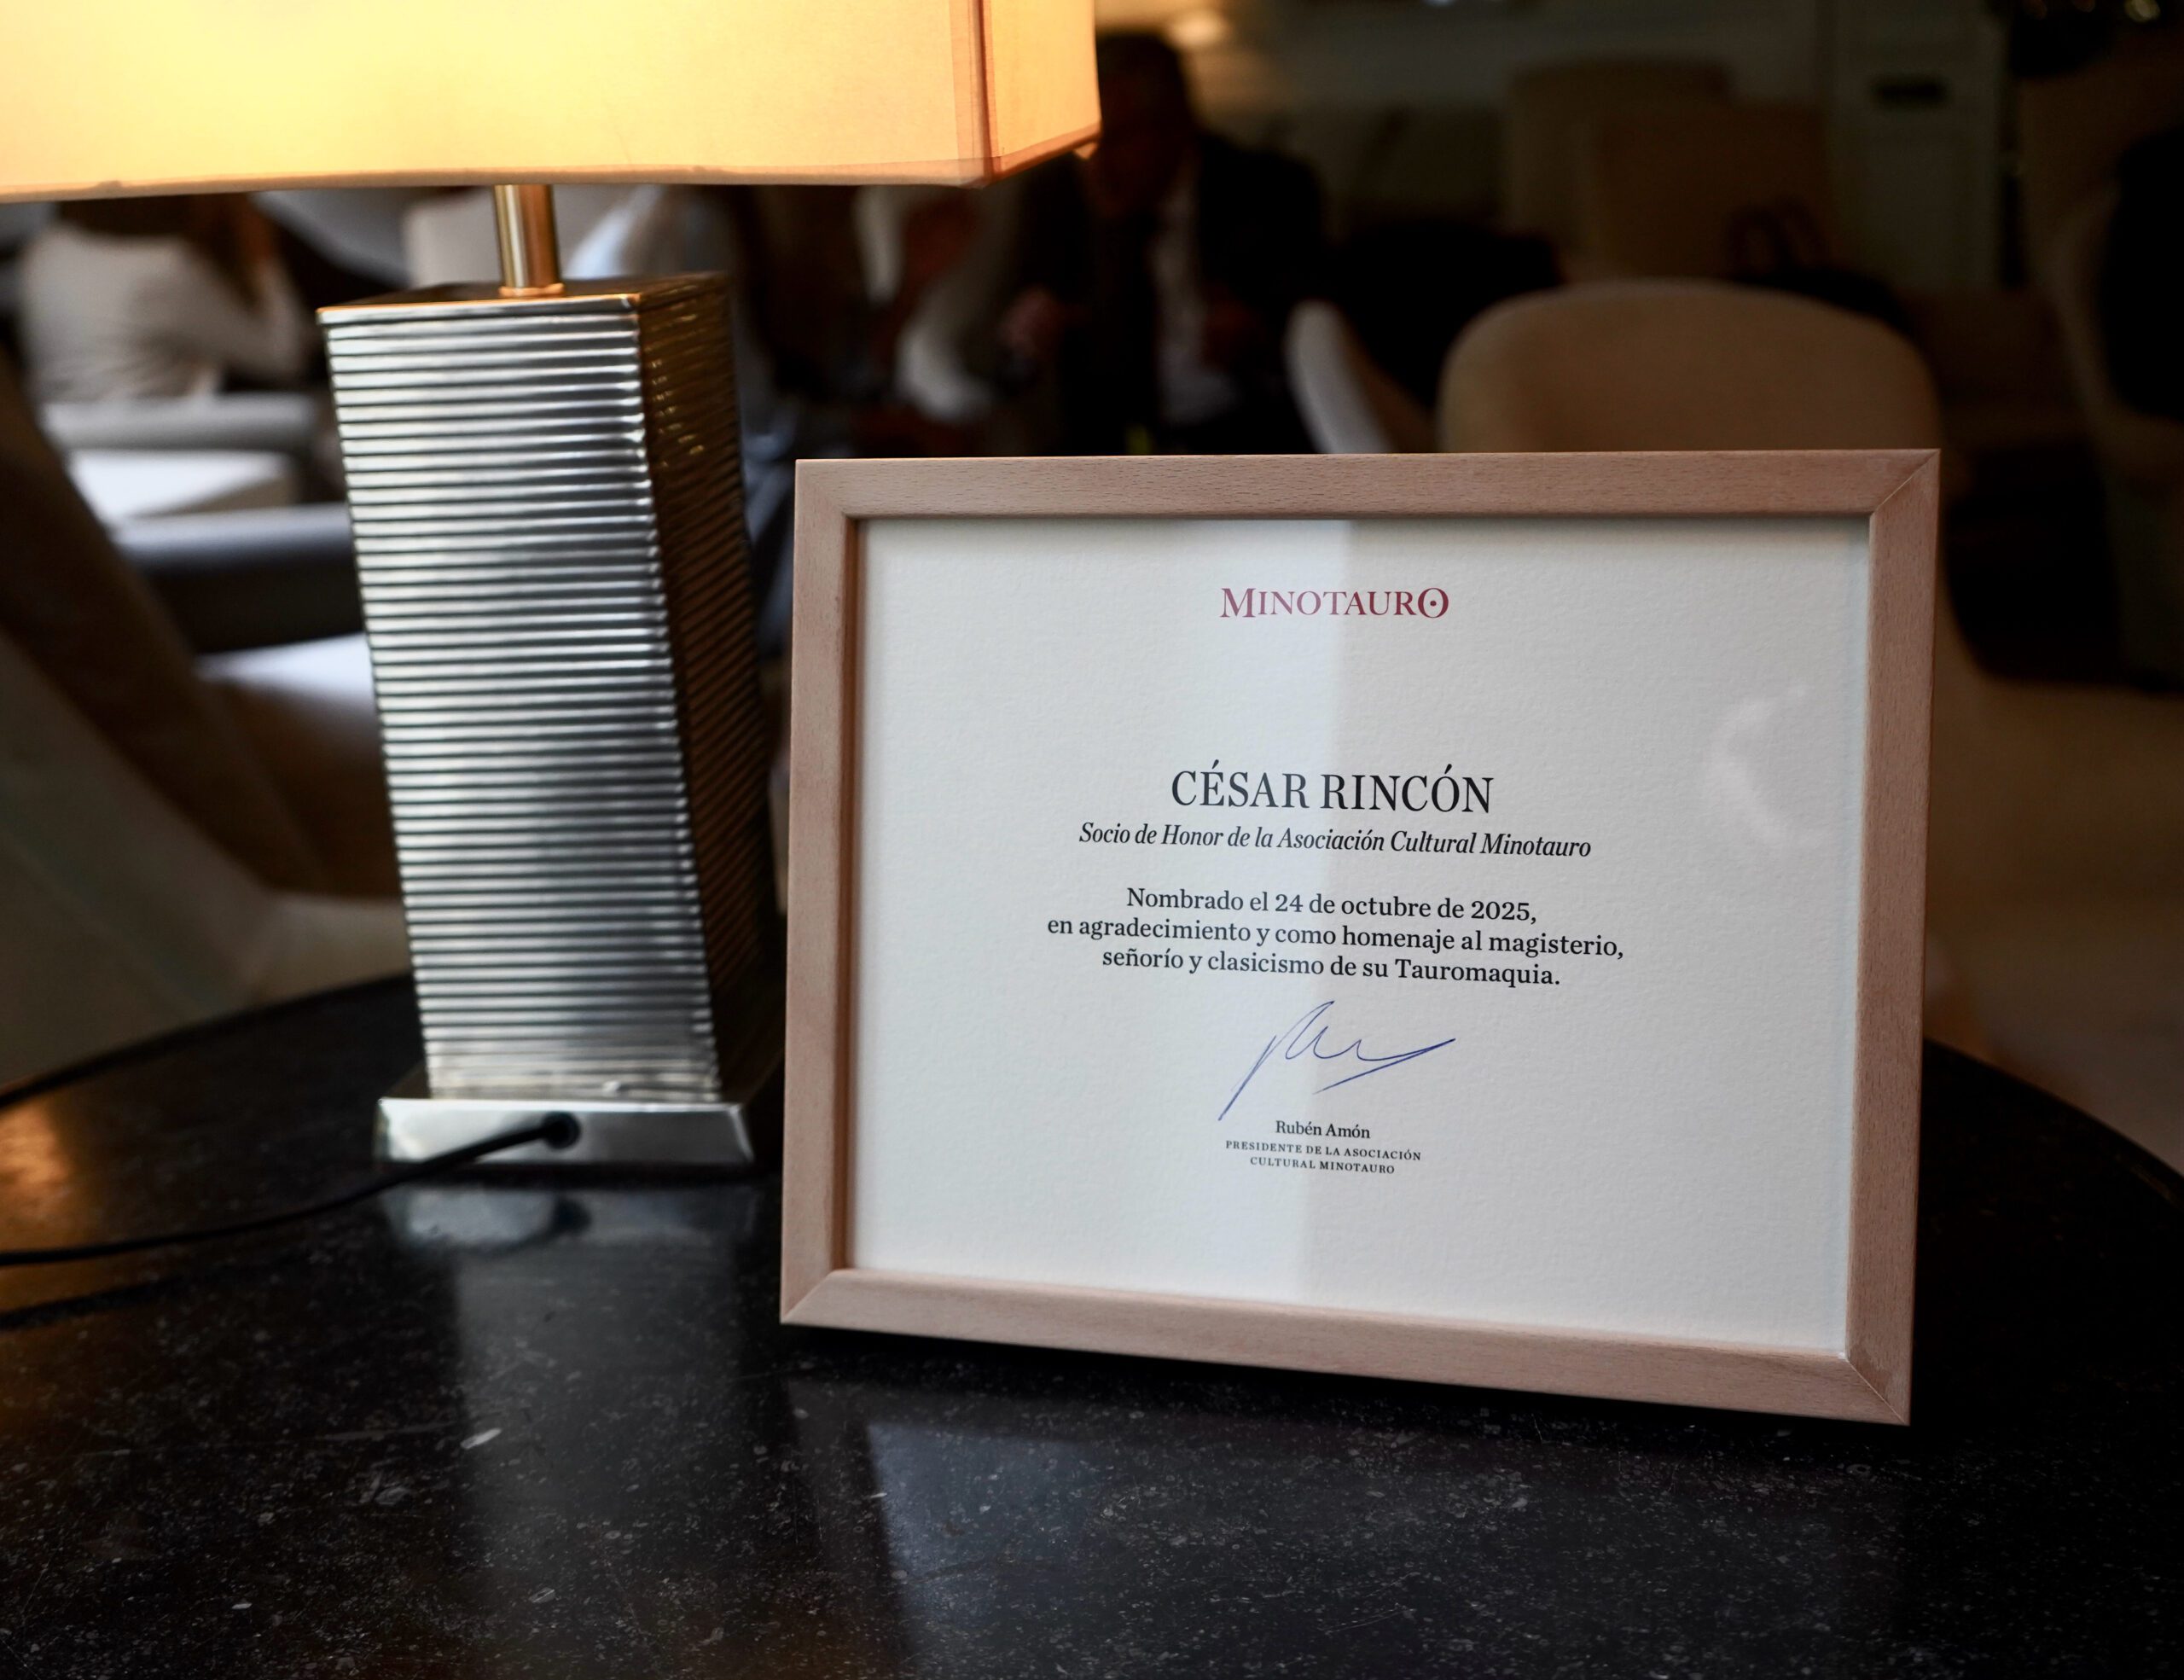 MINOTAURO
CÉSAR RINCÓN
Socio de Honor de la Asociación Cultural Minotauro
Nombrado el 24 de octubre de 2025,
en agradecimiento y como homenaje al magisterio,
señorío y clasicismo de su Tauromaquia.
Rubén Amón
PRESIDENTE DE LA ASOCIACIÓN
CULTURAL MINOTAURO